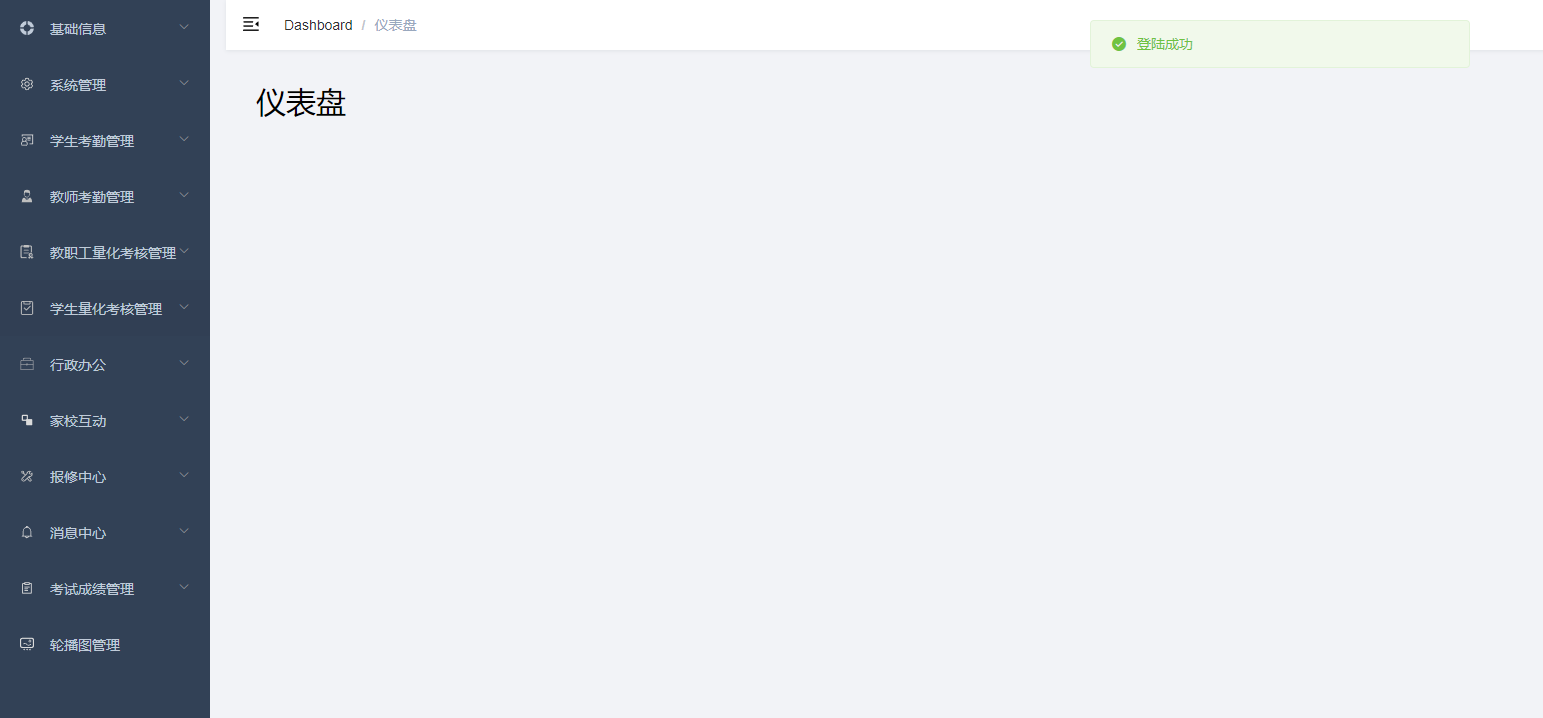 基础信息
系统管理
学生考勤管理
教师考勤管理
教职工量化考核管理
学生量化考核管理
行政办公
家校互动
报修中心
消息中心
考试成绩管理
轮播图管理
Dashboard / 仪表盘
登陆成功
仪表盘